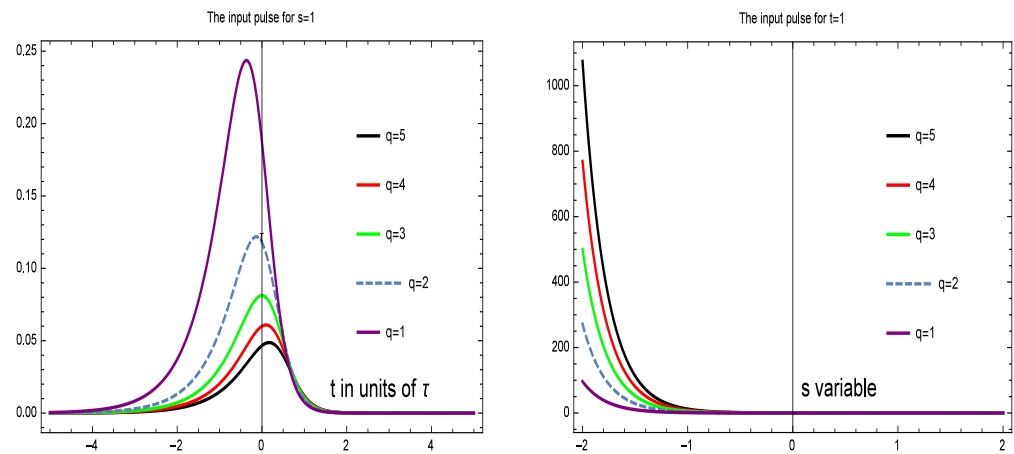 The input pulse for s=1
0.25
0.20
0.15
0.10
0.05
0.00
q=5
q=4
q=3
q=2
q=1
t in units of τ
−4
−2
0
2
4
The input pulse for t=1
1000
800
600
400
200
0
q=5
q=4
q=3
q=2
q=1
s variable
−2
−1
0
1
2